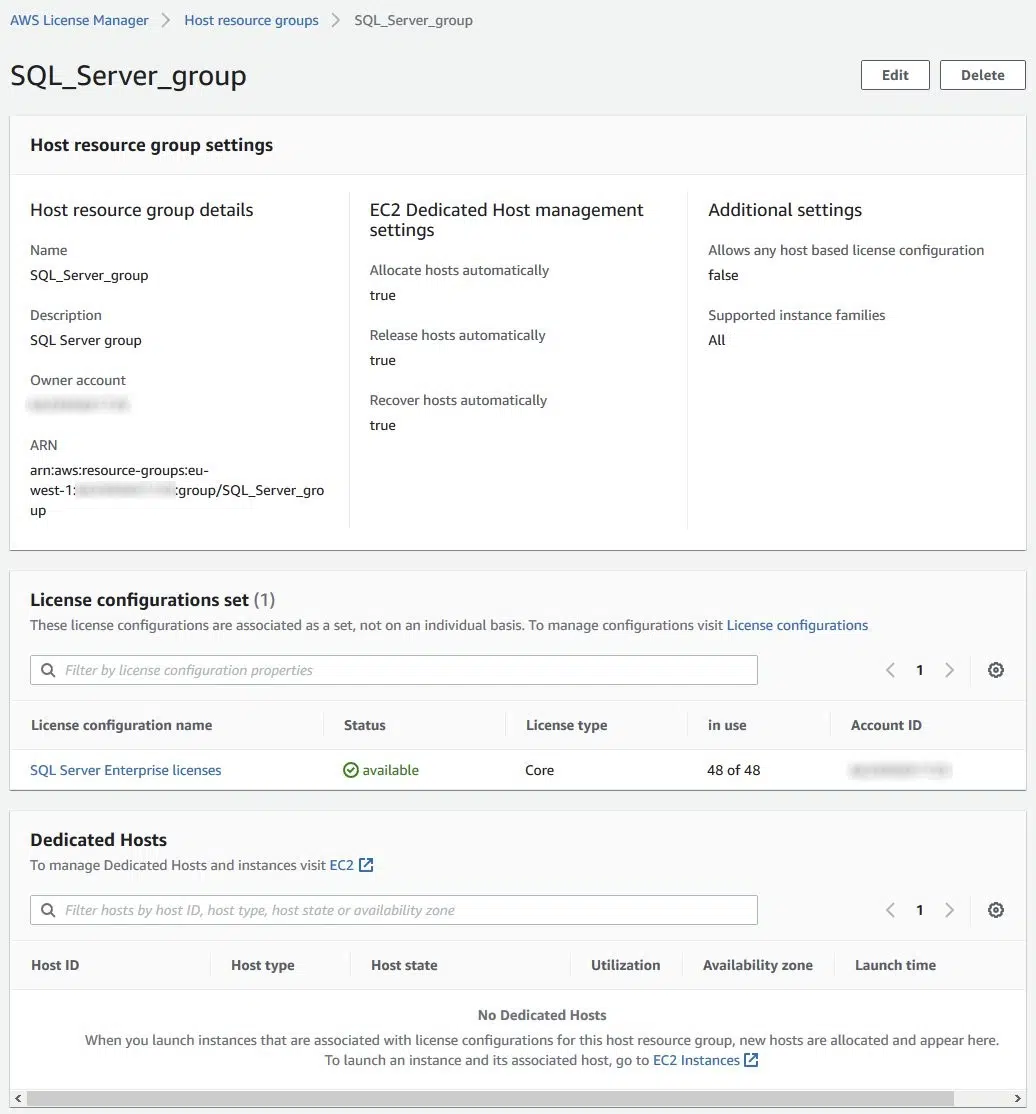 AWS License Manager > Host resource groups > SQL_Server_group
SQL_Server_group
Edit
Delete
Host resource group settings
Host resource group details
Name
SQL_Server_group
Description
SQL Server group
Owner account
ARN
arn:aws:resource-groups:eu-
west-1: :group/SQL_Server_gro
up
EC2 Dedicated Host management
settings
Allocate hosts automatically
true
Release hosts automatically
true
Recover hosts automatically
true
Additional settings
Allows any host based license configuration
false
Supported instance families
All
License configurations set (1)
These license configurations are associated as a set, not on an individual basis. To manage configurations visit License configurations
Filter by license configuration properties
1
License configuration name Status License type in use Account ID
SQL Server Enterprise licenses available Core 48 of 48
Dedicated Hosts
To manage Dedicated Hosts and instances visit EC2
Filter hosts by host ID, host type, host state or availability zone
1
Host ID Host type Host state Utilization Availability zone Launch time
No Dedicated Hosts
When you launch instances that are associated with license configurations for this host resource group, new hosts are allocated and appear here.
To launch an instance and its associated host, go to EC2 Instances